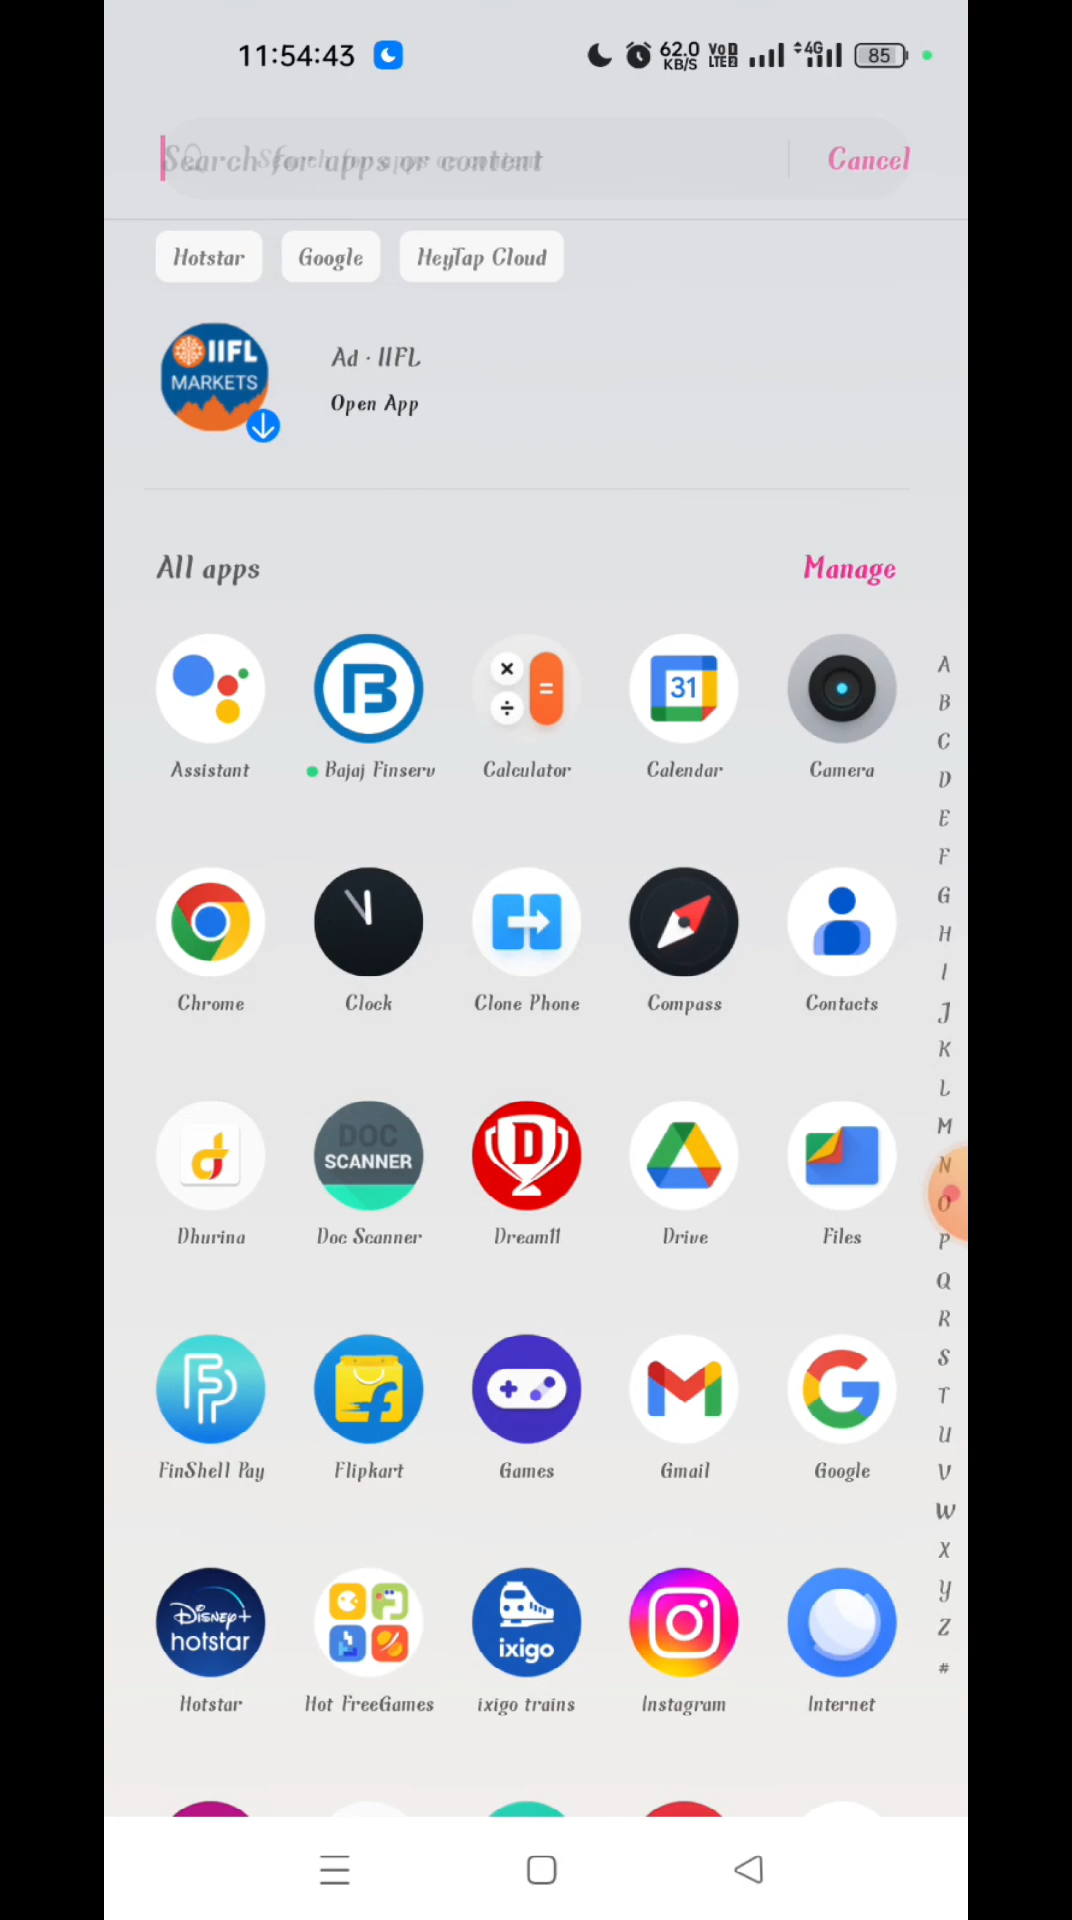 11:54:43 62.0 KB/S VoD LTE2 4G 85
Search for apps or content Cancel
Hotstar Google HeyTap Cloud
IIFL MARKETS
Ad · IIFL
Open App
All apps Manage
31
Assistant Bajaj Finserv Calculator Calendar Camera
Chrome Clock Clone Phone Compass Contacts
DOC SCANNER
D
Dhurina Doc Scanner Dream11 Drive Files
FinShell Pay Flipkart Games Gmail Google
Disney+ hotstar
ixigo
Hotstar Hot FreeGames ixigo trains Instagram Internet
A
B
C
D
E
F
G
H
I
J
K
L
M
N
O
P
Q
R
S
T
U
V
W
X
Y
Z
#